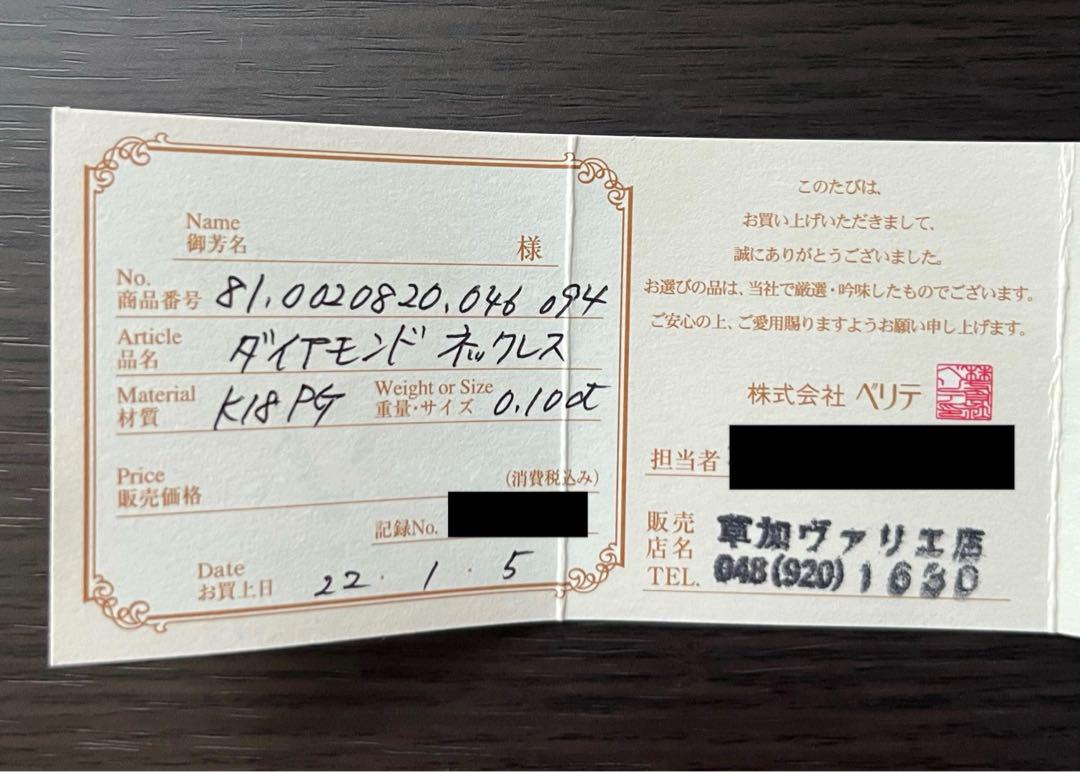 Name
御芳名 様
No.
商品番号 81.0020820.046 094
Article
品名 ダイヤモンド ネックレス
Material
材質 K18PG
Weight or Size
重量・サイズ 0.10ct
Price
販売価格
(消費税込み)
記録No.
Date
お買上日 22・1・5
このたびは、
お買い上げいただきまして、
誠にありがとうございました。
お選びの品は、当社で厳選・吟味したものでございます。
ご安心の上、ご愛用賜りますようお願い申し上げます。
株式会社 ベリテ
担当者
販売
店名 草加ヴァリエ店
TEL. 048(920)1630